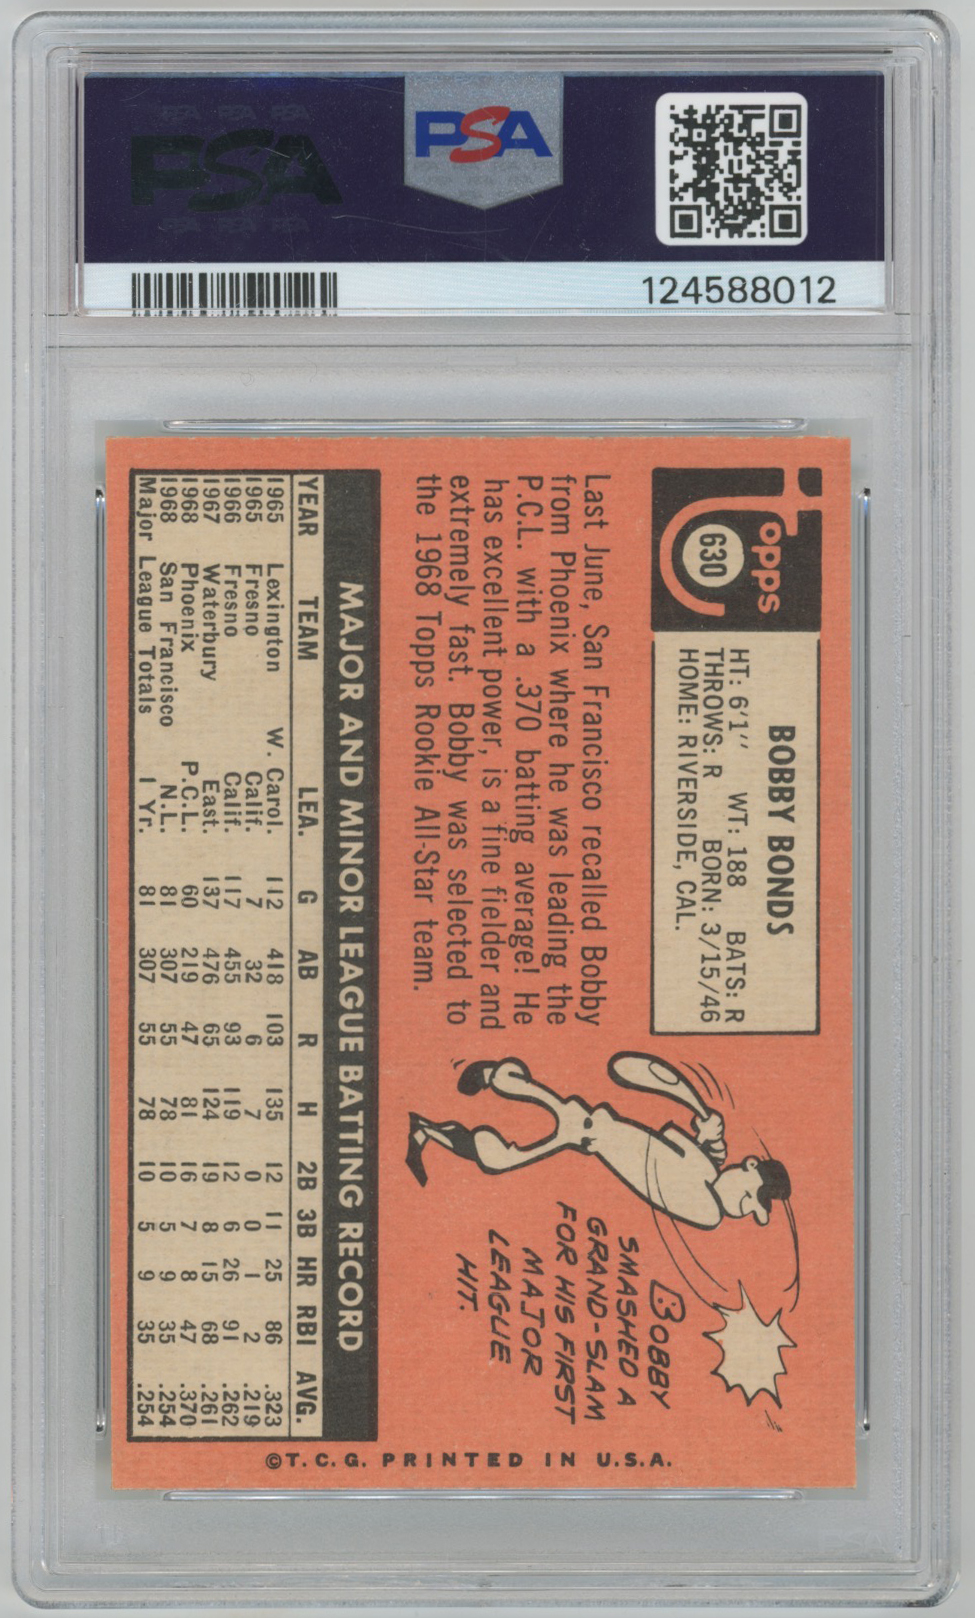 PSA PSA PSA
PSA
PSA PSA PSA
PSA
124588012
Topps
630
BOBBY BONDS
HT: 6'1" WT: 188 BATS: R
THROWS: R BORN: 3/15/46
HOME: RIVERSIDE, CAL.
Last June, San Francisco recalled Bobby
from Phoenix where he was leading the
P.C.L. with a .370 batting average! He
has excellent power, is a fine fielder and
extremely fast. Bobby was selected to
the 1968 Topps Rookie All-Star team.
BOBBY
SMASHED A
GRAND-SLAM
FOR HIS FIRST
MAJOR
LEAGUE
HIT.
MAJOR AND MINOR LEAGUE BATTING RECORD
YEAR TEAM LEA. G AB R H 2B 3B HR RBI AVG.
1965 Lexington W. Carol. 112 418 103 135 12 11 25 86 .323
1965 Fresno Calif. 7 32 6 7 0 0 1 2 .219
1966 Fresno Calif. 117 455 93 119 12 6 26 91 .262
1967 Waterbury East. 137 476 65 124 19 8 15 68 .261
1968 Phoenix P.C.L. 60 219 47 81 16 7 8 47 .370
1968 San Francisco N.L. 81 307 55 78 10 5 9 35 .254
Major League Totals 1 Yr. 81 307 55 78 10 5 9 35 .254
©T.C.G. PRINTED IN U.S.A.